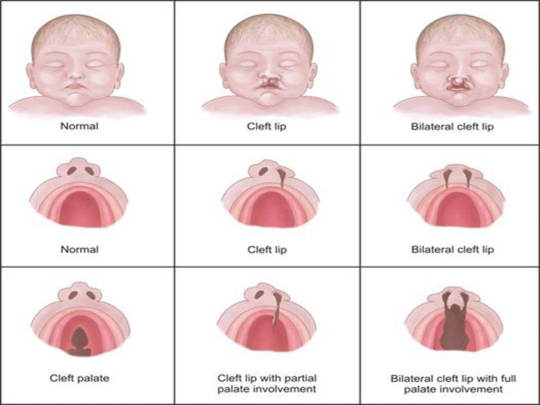 Normal
Cleft lip
Bilateral cleft lip
Normal
Cleft lip
Bilateral cleft lip
Cleft palate
Cleft lip with partial
palate involvement
Bilateral cleft lip with full
palate involvement